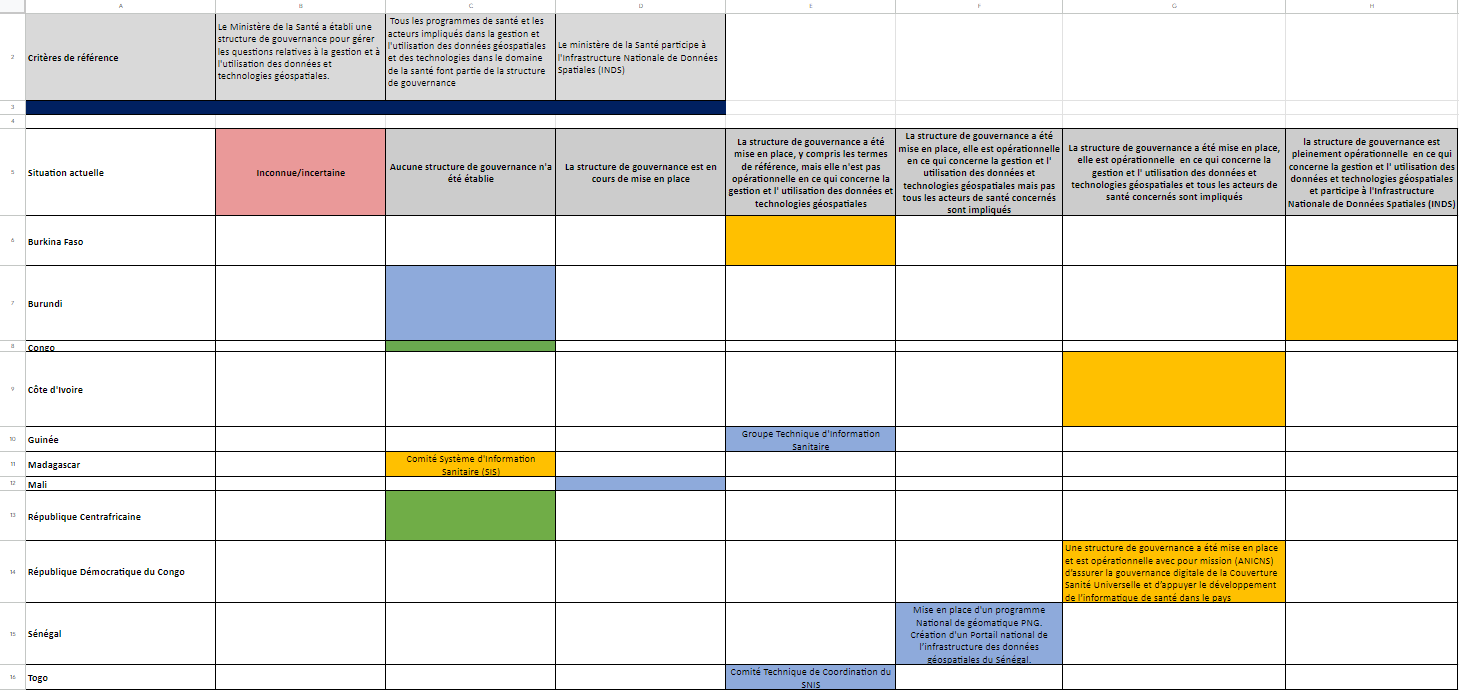 A B C D E F G H
2
Critères de référence
Le Ministère de la Santé a établi une
structure de gouvernance pour gérer
les questions relatives à la gestion et à
l'utilisation des données et
technologies géospatiales.
Tous les programmes de santé et les
acteurs impliqués dans la gestion et
l'utilisation des données géospatiales
et des technologies dans le domaine
de la santé font partie de la structure
de gouvernance
Le ministère de la Santé participe à
l'Infrastructure Nationale de Données
Spatiales (INDS)
3
4
5
Situation actuelle
Inconnue/incertaine
Aucune structure de gouvernance n'a
été établie
La structure de gouvernance est en
cours de mise en place
La structure de gouvernance a été
mise en place, y compris les termes
de référence, mais elle n'est pas
opérationnelle en ce qui concerne la
gestion et l' utilisation des données et
technologies géospatiales
La structure de gouvernance a été
mise en place, elle est opérationnelle
en ce qui concerne la gestion et l'
utilisation des données et
technologies géospatiales mais pas
tous les acteurs de santé concernés
sont impliqués
La structure de gouvernance a été mise en place,
elle est opérationnelle  en ce qui concerne la
gestion et l' utilisation des données et
technologies géospatiales et tous les acteurs de
santé concernés sont impliqués
la structure de gouvernance est
pleinement opérationnelle  en ce qui
concerne la gestion et l' utilisation des
données et technologies géospatiales
et participe à l'Infrastructure
Nationale de Données Spatiales (INDS)
6
Burkina Faso
7
Burundi
8
Congo
9
Côte d'Ivoire
10
Guinée
Groupe Technique d'Information
Sanitaire
11
Madagascar
Comité Système d'Information
Sanitaire (SIS)
12
Mali
13
République Centrafricaine
14
République Démocratique du Congo
Une structure de gouvernance a été mise en place
et est opérationnelle avec pour mission (ANICNS)
d’assurer la gouvernance digitale de la Couverture
Sanité Universelle et d’appuyer le développement
de l’informatique de santé dans le pays
15
Sénégal
Mise en place d'un programme
National de géomatique PNG.
Création d'un Portail national de
l’infrastructure des données
géospatiales du Sénégal.
16
Togo
Comité Technique de Coordination du
SNIS